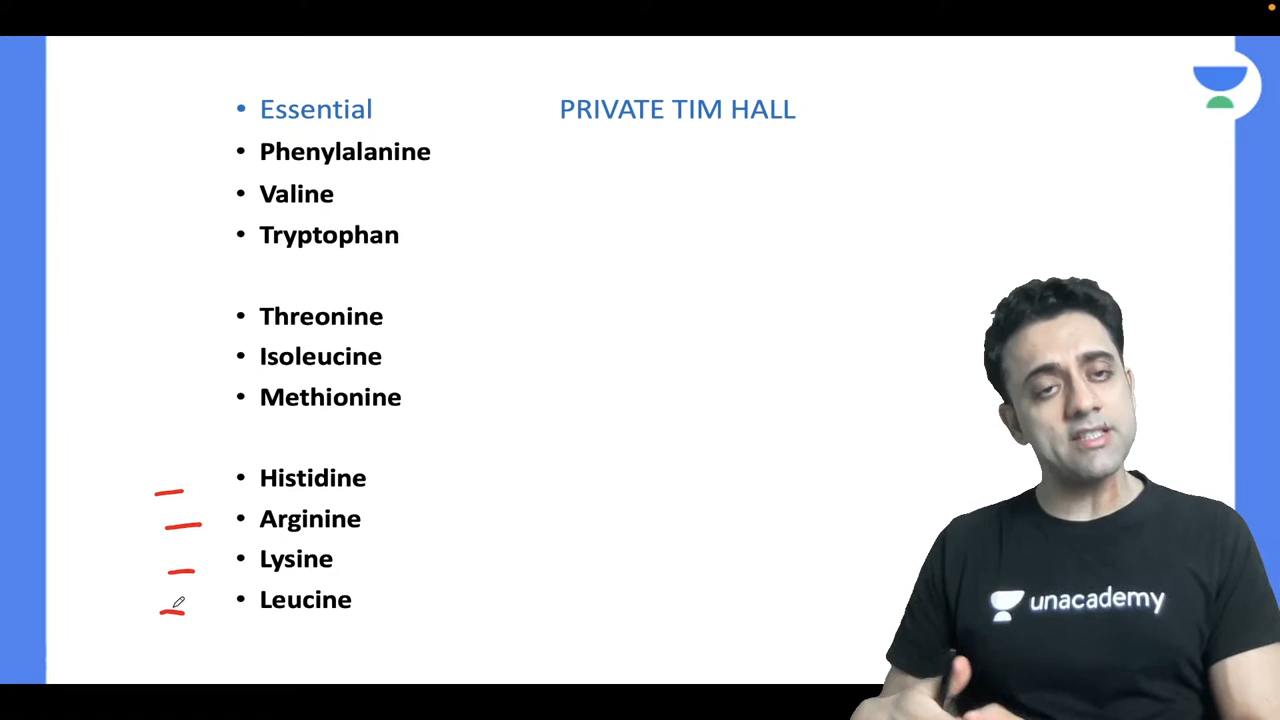 • Essential PRIVATE TIM HALL
• Phenylalanine
• Valine
• Tryptophan
• Threonine
• Isoleucine
• Methionine
• Histidine
• Arginine
• Lysine
• Leucine
unacademy